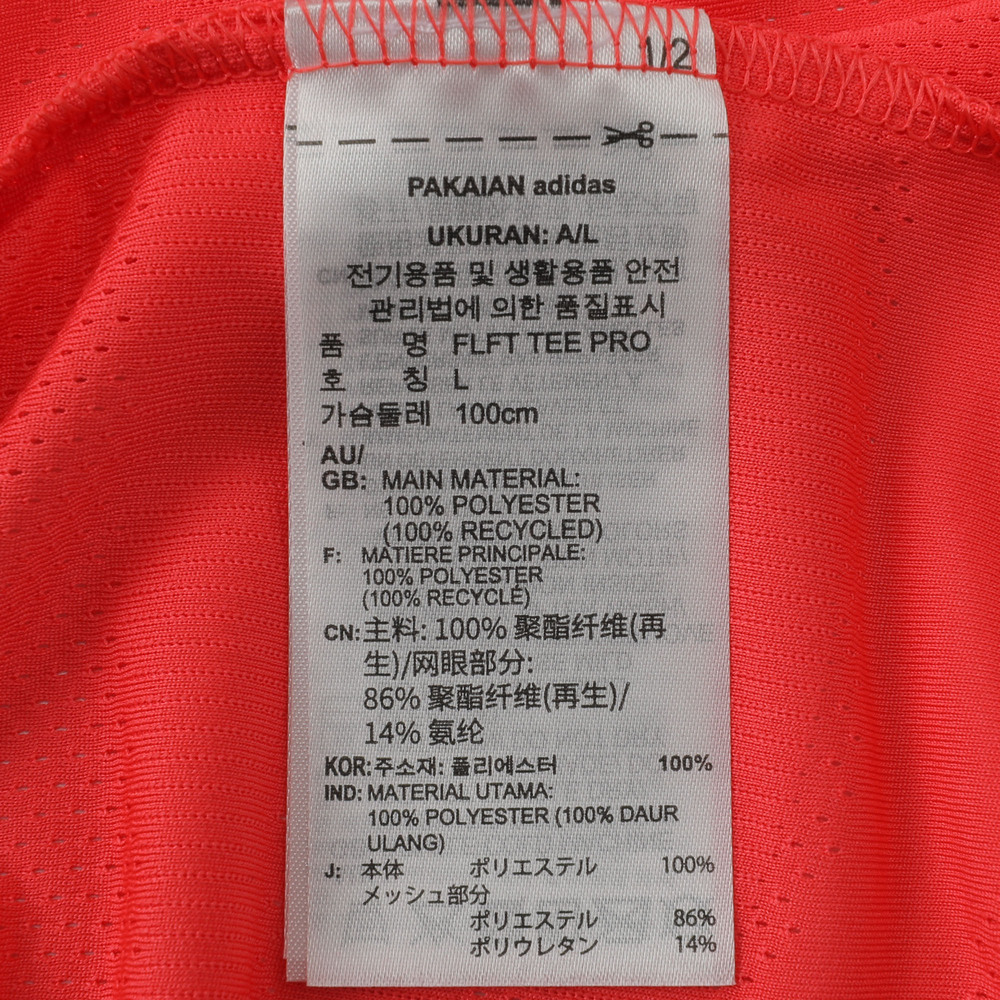 1/2
PAKAIAN adidas
UKURAN: A/L
전기용품 및 생활용품 안전
관리법에 의한 품질표시
품 명 FLFT TEE PRO
호 칭 L
가슴둘레 100cm
AU/
GB: MAIN MATERIAL:
100% POLYESTER
(100% RECYCLED)
F: MATIERE PRINCIPALE:
100% POLYESTER
(100% RECYCLÉ)
CN: 主料: 100% 聚酯纤维(再
生)/网眼部分:
86% 聚酯纤维(再生)/
14% 氨纶
KOR: 주소재: 폴리에스터 100%
IND: MATERIAL UTAMA:
100% POLYESTER (100% DAUR
ULANG)
J: 本体 ポリエステル 100%
メッシュ部分
ポリエステル 86%
ポリウレタン 14%